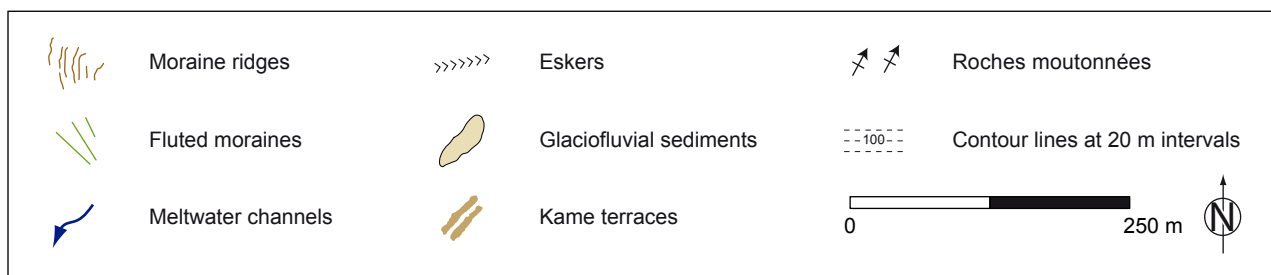 Moraine ridges
Eskers
Roches moutonnées
Fluted moraines
Glaciofluvial sediments
100
Contour lines at 20 m intervals
Meltwater channels
Kame terraces
0
250 m
N